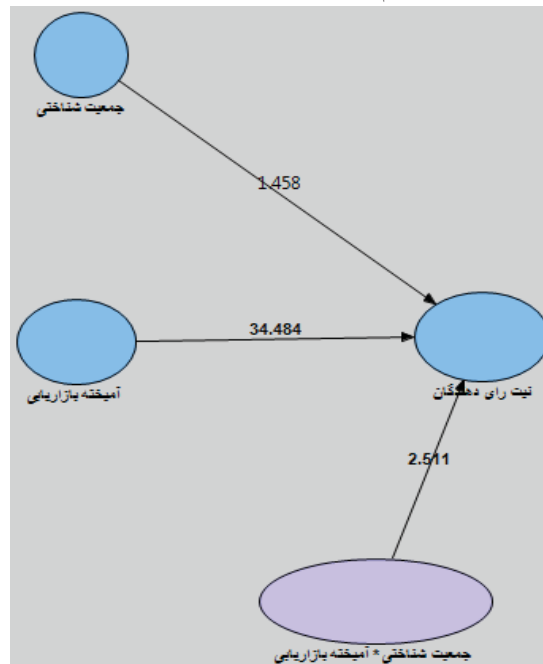 جمعیت شناختی
1.458
34.484
آمیخته بازاریابی
نیت رای دهندگان
2.511
جمعیت شناختی* آمیخته بازاریابی